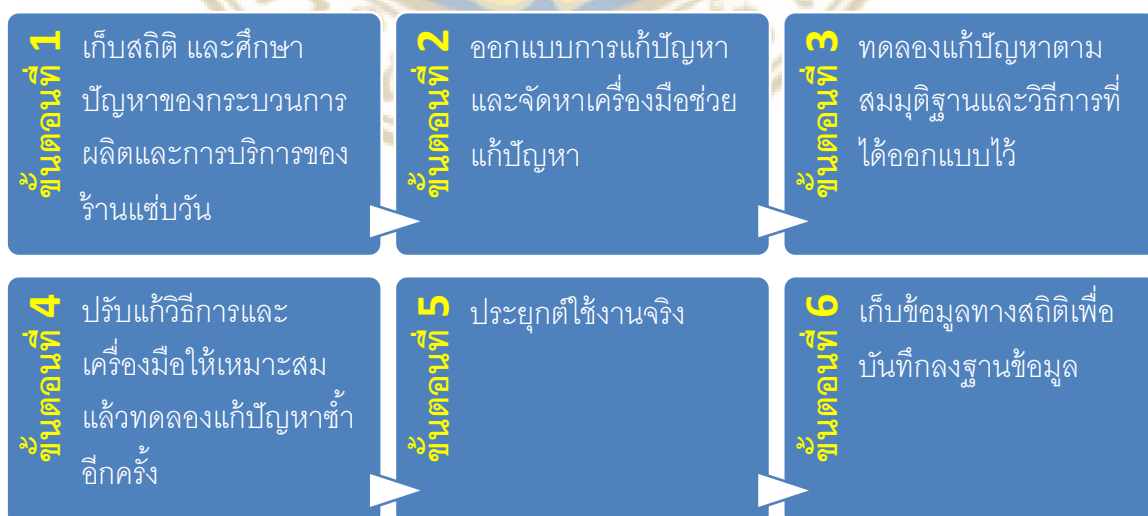 ขั้นตอนที่ 1
เก็บสถิติ และศึกษา
ปัญหาของกระบวนการ
ผลิตและการบริการของ
ร้านแซ่บวัน
ขั้นตอนที่ 2
ออกแบบการแก้ปัญหา
และจัดหาเครื่องมือช่วย
แก้ปัญหา
ขั้นตอนที่ 3
ทดลองแก้ปัญหาตาม
สมมุติฐานและวิธีการที่
ได้ออกแบบไว้
ขั้นตอนที่ 4
ปรับแก้วิธีการและ
เครื่องมือให้เหมาะสม
แล้วทดลองแก้ปัญหาซ้ำ
อีกครั้ง
ขั้นตอนที่ 5
ประยุกต์ใช้งานจริง
ขั้นตอนที่ 6
เก็บข้อมูลทางสถิติเพื่อ
บันทึกลงฐานข้อมูล